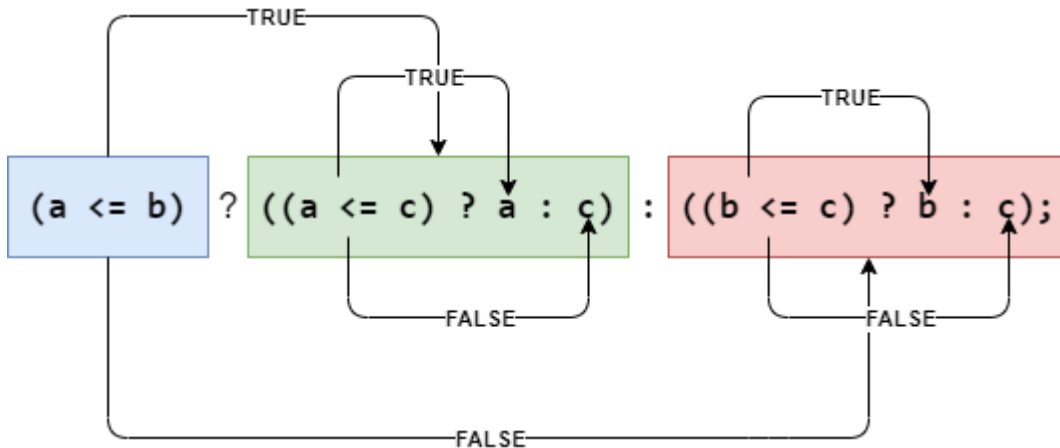 TRUE
TRUE
TRUE
(a <= b) ? ((a <= c) ? a : c) : ((b <= c) ? b : c);
FALSE
FALSE
FALSE